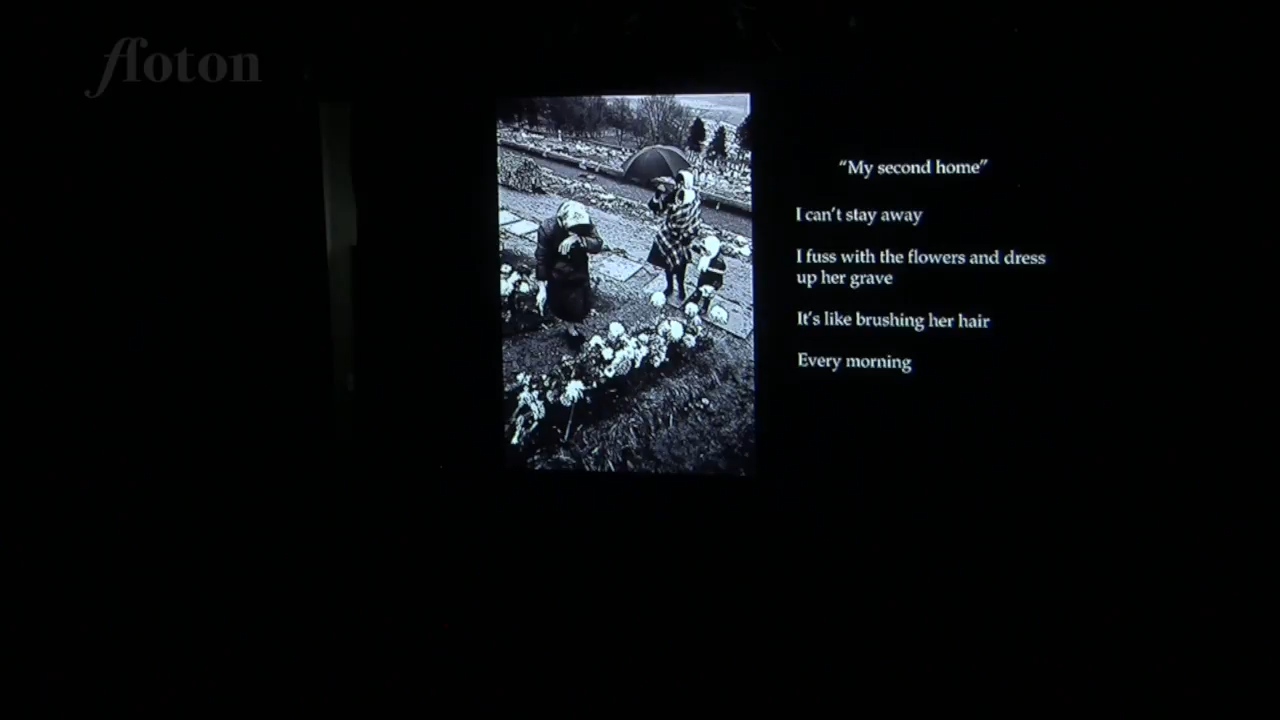 ffoton
“My second home”
I can’t stay away
I fuss with the flowers and dress
up her grave
It’s like brushing her hair
Every morning